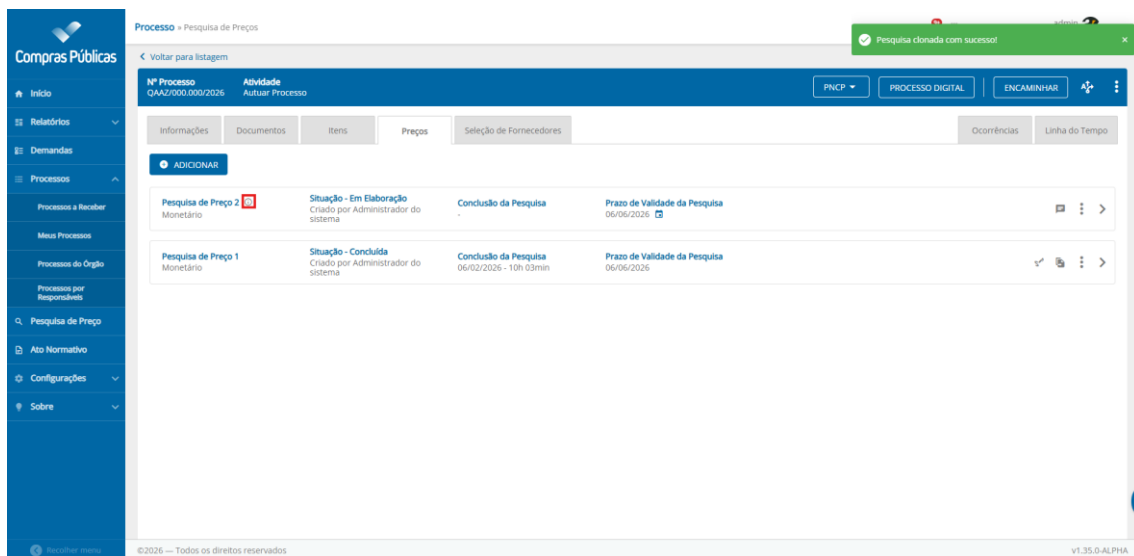 Compras Públicas
Início
Relatórios
Demandas
Processos
Processos a Receber
Meus Processos
Processos do Órgão
Processos por
Responsáveis
Pesquisa de Preço
Ato Normativo
Configurações
Sobre
Recolher menu
Processo » Pesquisa de Preços
admin
Pesquisa clonada com sucesso!
×
Voltar para listagem
Nº Processo
QAAZ/000.000/2026
Atividade
Autuar Processo
PNCP
PROCESSO DIGITAL
ENCAMINHAR
Informações
Documentos
Itens
Preços
Seleção de Fornecedores
Ocorrências
Linha do Tempo
ADICIONAR
Pesquisa de Preço 2
Monetário
Situação - Em Elaboração
Criado por Administrador do
sistema
Conclusão da Pesquisa
-
Prazo de Validade da Pesquisa
06/06/2026
Pesquisa de Preço 1
Monetário
Situação - Concluída
Criado por Administrador do
sistema
Conclusão da Pesquisa
06/02/2026 - 10h 03min
Prazo de Validade da Pesquisa
06/06/2026
©2026 — Todos os direitos reservados
v1.35.0-ALPHA